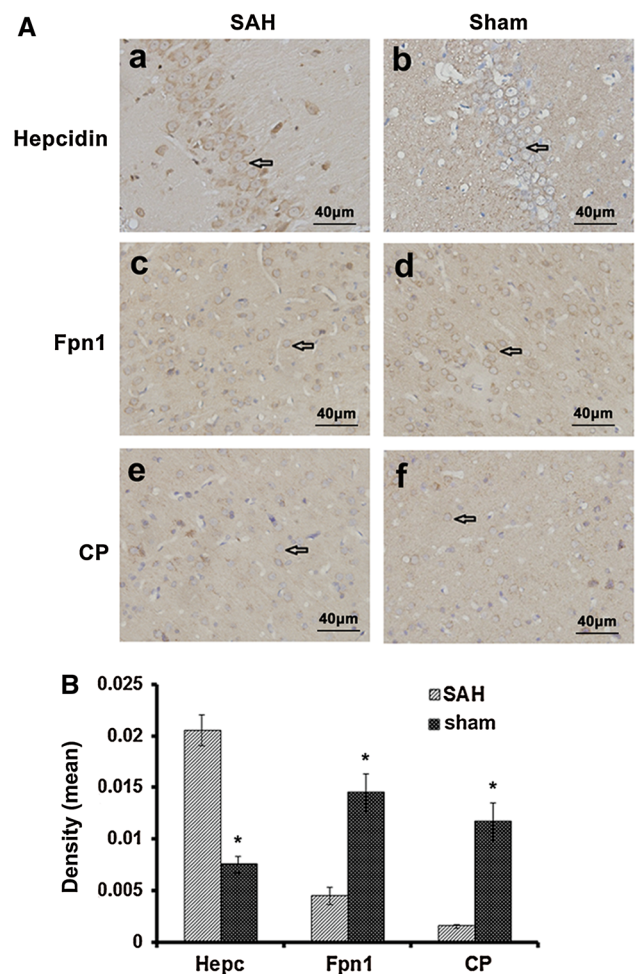 A
SAH Sham
Hepcidin
a b
40μm 40μm
Fpn1
c d
40μm 40μm
CP
e f
40μm 40μm
B
Density (mean)
0.025
0.02
0.015
0.01
0.005
0
SAH
sham
*
*
*
Hepc Fpn1 CP